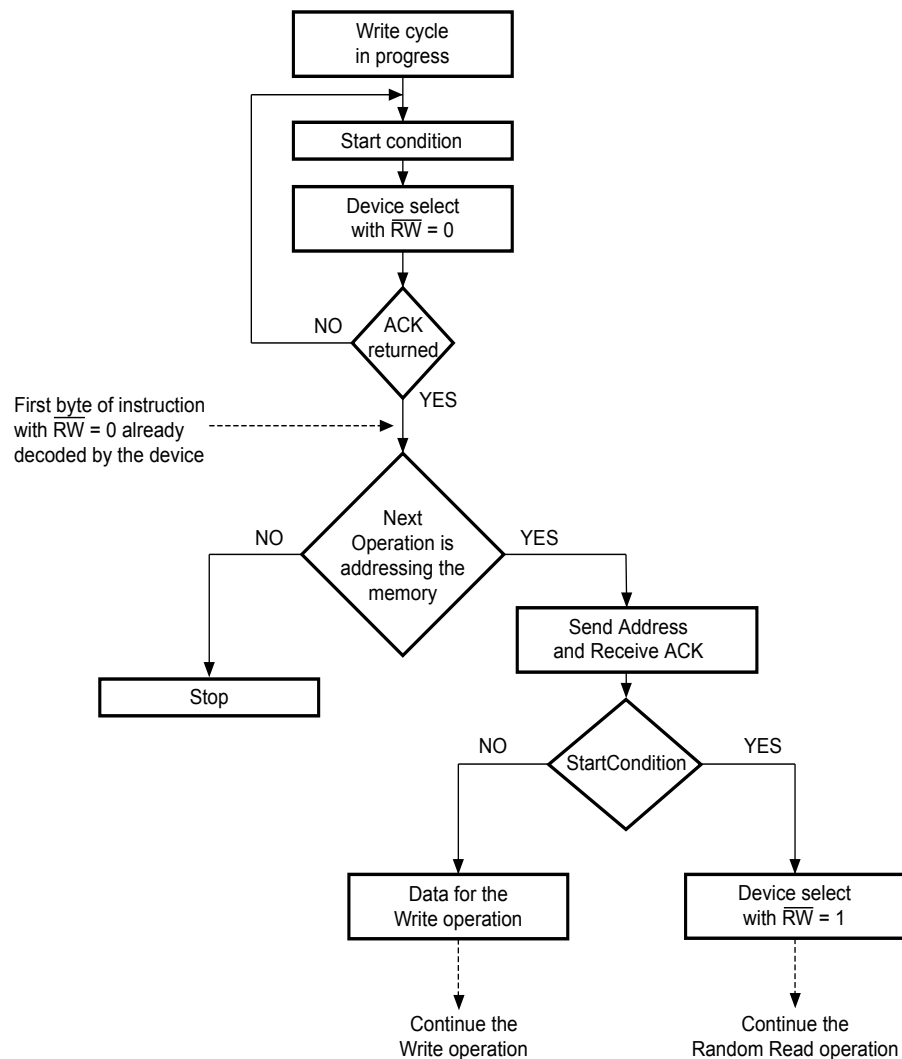 Write cycle
in progress
Start condition
Device select
with R̅W̅ = 0
NO
ACK
returned
YES
First byte of instruction
with R̅W̅ = 0 already
decoded by the device
NO
Next
Operation is
addressing the
memory
YES
Send Address
and Receive ACK
Stop
NO
StartCondition
YES
Data for the
Write operation
Device select
with R̅W̅ = 1
Continue the
Write operation
Continue the
Random Read operation